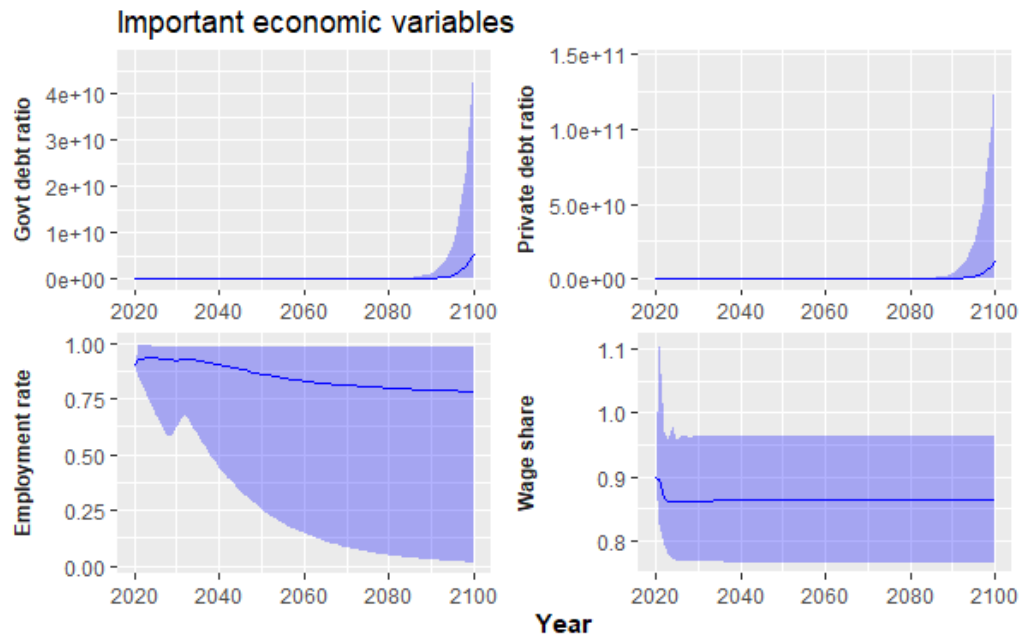 Important economic variables
Govt debt ratio
4e+10
3e+10
2e+10
1e+10
0e+00
2020 2040 2060 2080 2100
Private debt ratio
1.5e+11
1.0e+11
5.0e+10
0.0e+00
2020 2040 2060 2080 2100
Employment rate
1.00
0.75
0.50
0.25
0.00
2020 2040 2060 2080 2100
Wage share
1.1
1.0
0.9
0.8
2020 2040 2060 2080 2100
Year